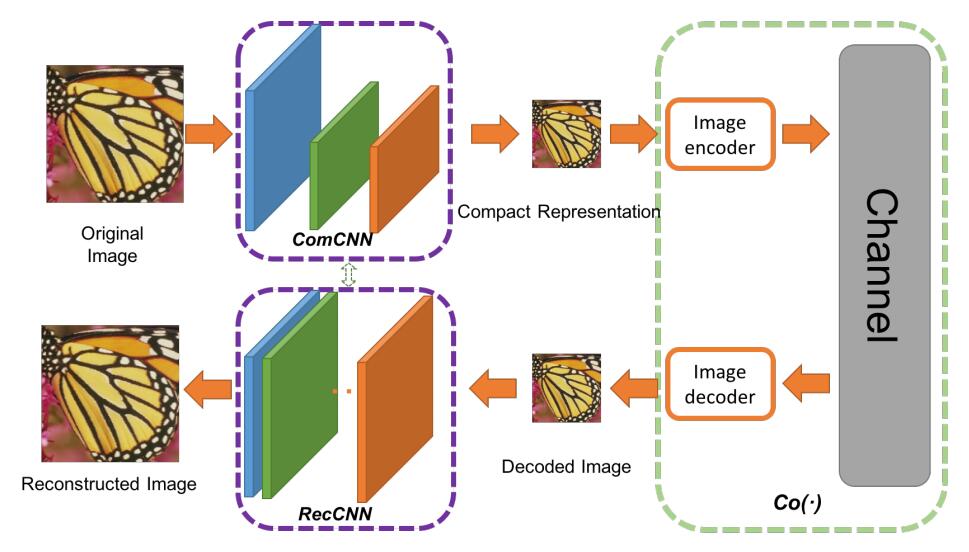 Original
Image
ComCNN
Compact Representation
Image
encoder
Channel
Reconstructed Image
RecCNN
Decoded Image
Image
decoder
Co(·)